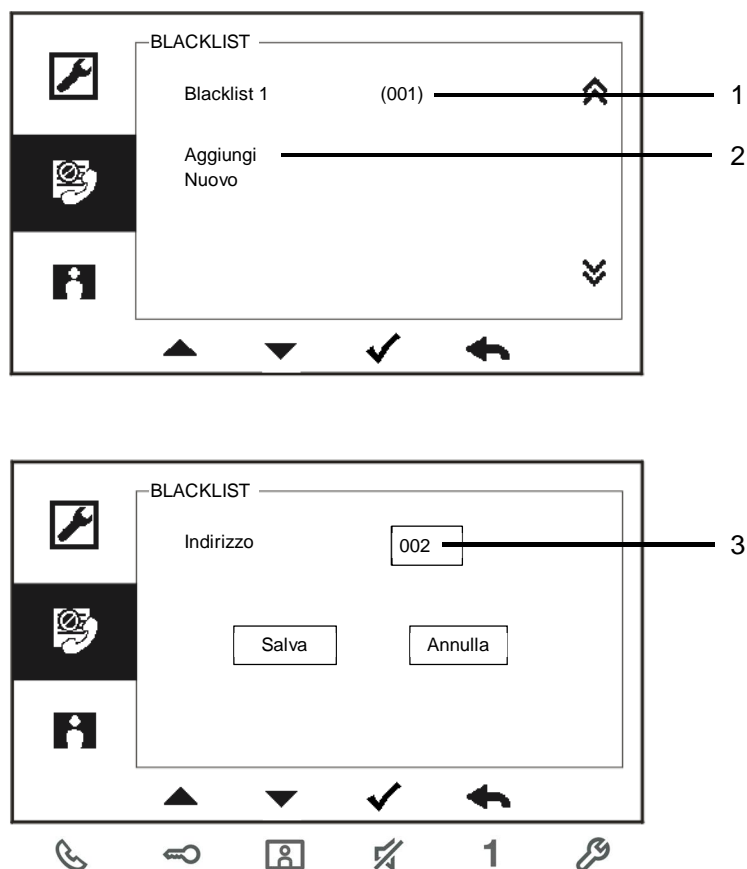 BLACKLIST
Blacklist 1 (001) 1
Aggiungi 2
Nuovo
BLACKLIST
Indirizzo 002 3
Salva Annulla
1